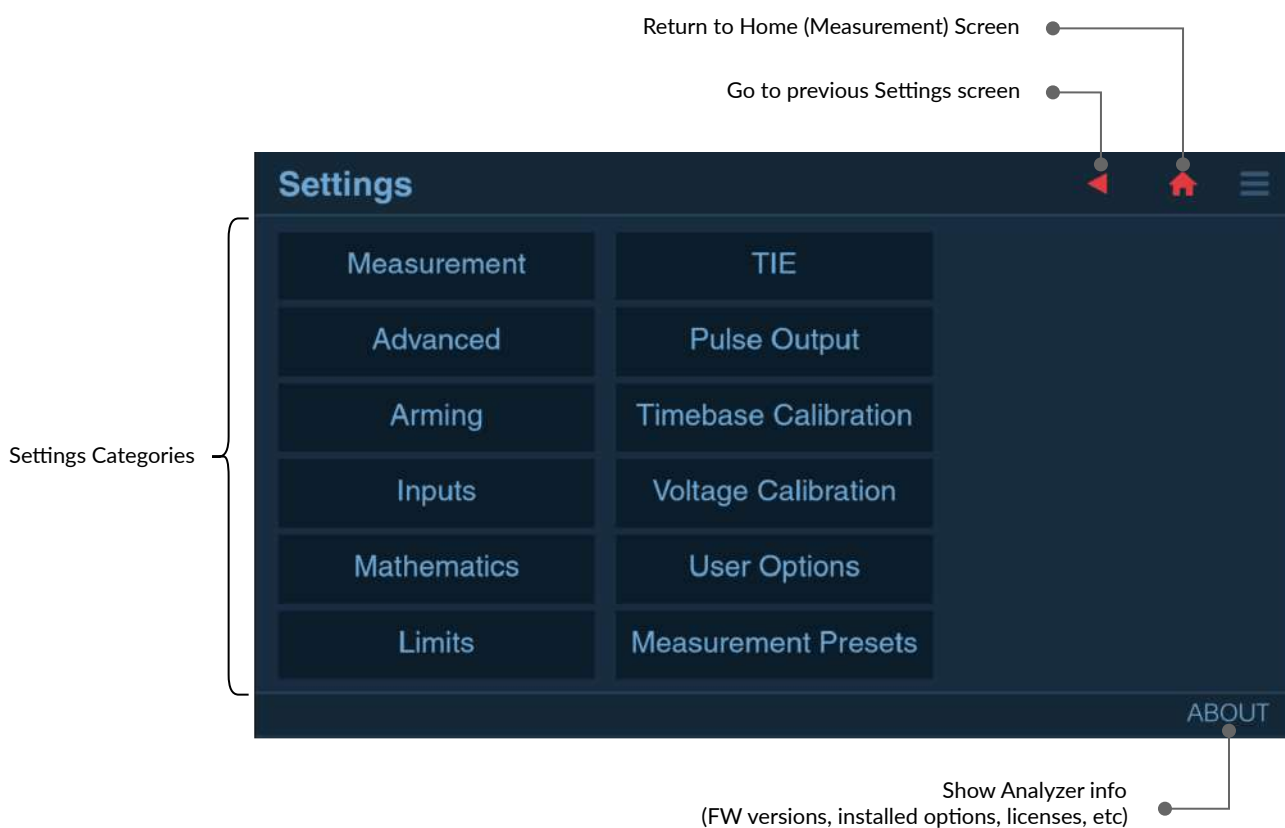 Return to Home (Measurement) Screen
Go to previous Settings screen
Settings
Measurement
TIE
Advanced
Pulse Output
Arming
Timebase Calibration
Settings Categories
Inputs
Voltage Calibration
Mathematics
User Options
Limits
Measurement Presets
ABOUT
Show Analyzer info
(FW versions, installed options, licenses, etc)